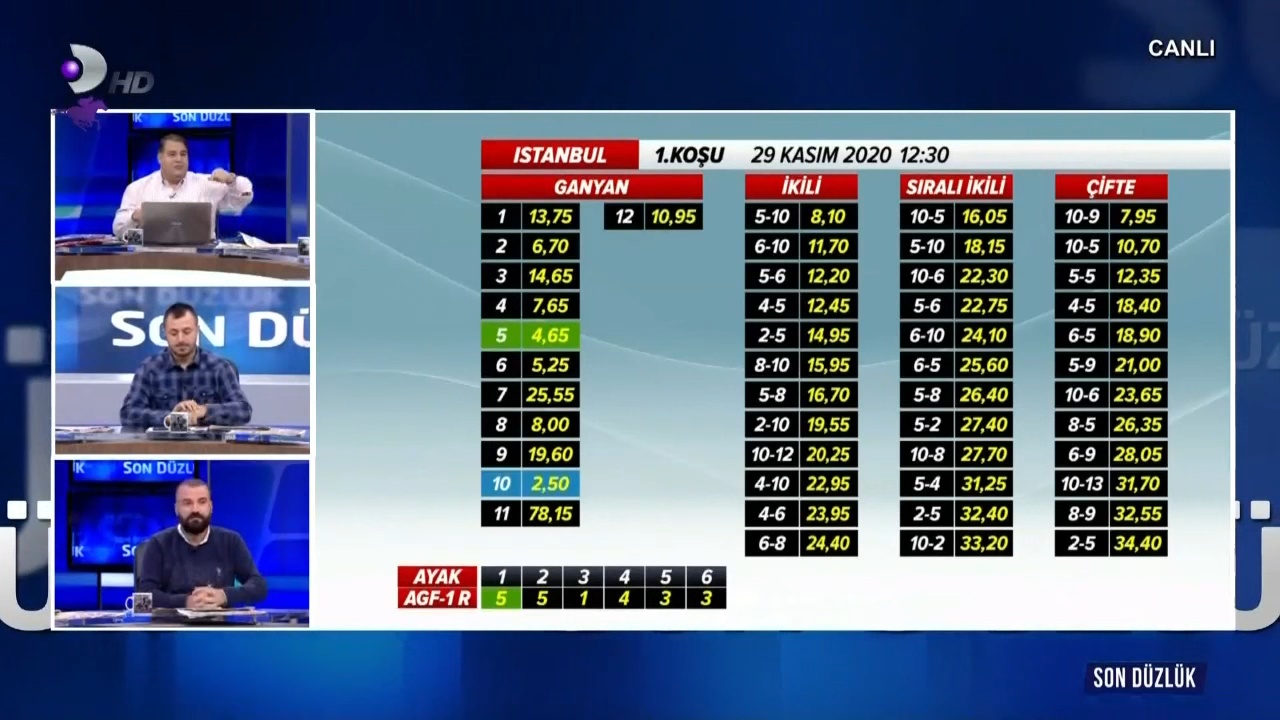 CANLI
HD
SON DÜZL
SON DÜ
SON DÜZLU
ISTANBUL 1.KOŞU 29 KASIM 2020 12:30
GANYAN İKİLİ SIRALI İKİLİ ÇİFTE
1 13,75 12 10,95 5-10 8,10 10-5 16,05 10-9 7,95
2 6,70 6-10 11,70 5-10 18,15 10-5 10,70
3 14,65 5-6 12,20 10-6 22,30 5-5 12,35
4 7,65 4-5 12,45 5-6 22,75 4-5 18,40
5 4,65 2-5 14,95 6-10 24,10 6-5 18,90
6 5,25 8-10 15,95 6-5 25,60 5-9 21,00
7 25,55 5-8 16,70 5-8 26,40 10-6 23,65
8 8,00 2-10 19,55 5-2 27,40 8-5 26,35
9 19,60 10-12 20,25 10-8 27,70 6-9 28,05
10 2,50 4-10 22,95 5-4 31,25 10-13 31,70
11 78,15 4-6 23,95 2-5 32,40 8-9 32,55
6-8 24,40 10-2 33,20 2-5 34,40
AYAK 1 2 3 4 5 6
AGF-1 R 5 5 1 4 3 3
SON DÜZLÜK